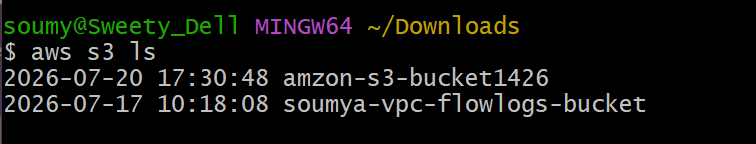 soumy@Sweety_Dell MINGW64 ~/Downloads
$ aws s3 ls
2026-07-20 17:30:48 amzon-s3-bucket1426
2026-07-17 10:18:08 soumya-vpc-flowlogs-bucket